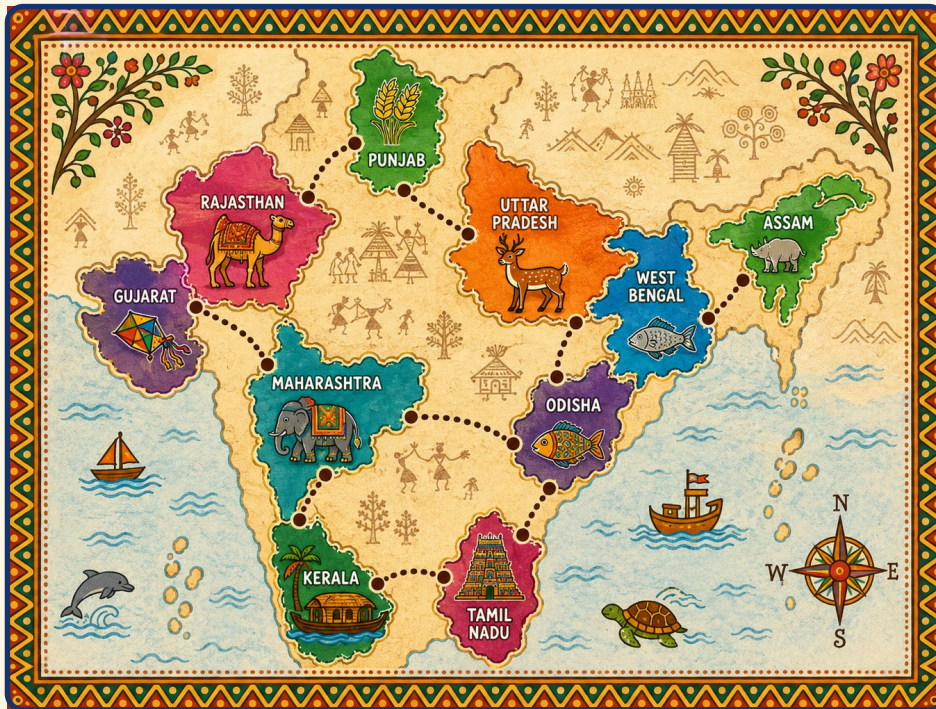 PUNJAB
RAJASTHAN
UTTAR
PRADESH
ASSAM
GUJARAT
WEST
BENGAL
MAHARASHTRA
ODISHA
KERALA
TAMIL
NADU
N
W
E
S